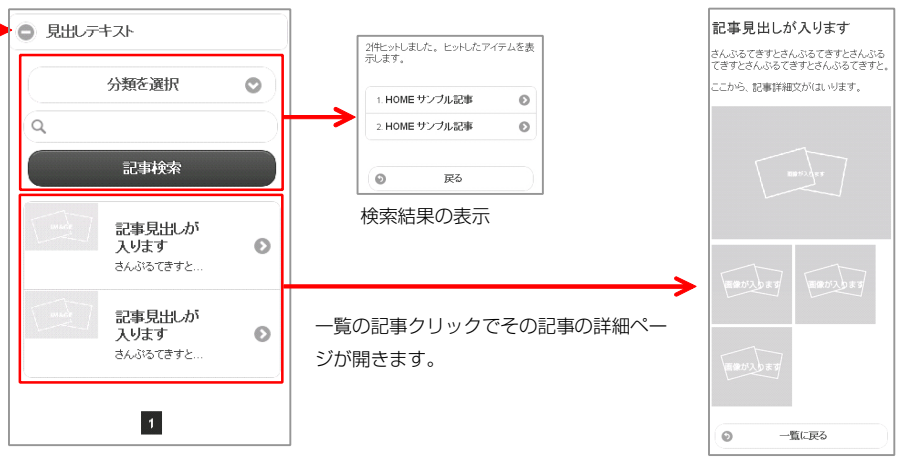 見出しテキスト
分類を選択
記事検索
記事見出しが
入ります
さんぷるてきすと...
記事見出しが
入ります
さんぷるてきすと...
1
2件ヒットしました。ヒットしたアイテムを表
示します。
1. HOME サンプル記事
2. HOME サンプル記事
戻る
検索結果の表示
一覧の記事クリックでその記事の詳細ペー
ジが開きます。
記事見出しが入ります
さんぷるてきすとさんぷるてきすとさんぷる
てきすとさんぷるてきすとさんぷるてきすと。
ここから、記事詳細文がはいります。
画像が入ります
画像が入ります
画像が入ります
画像が入ります
一覧に戻る